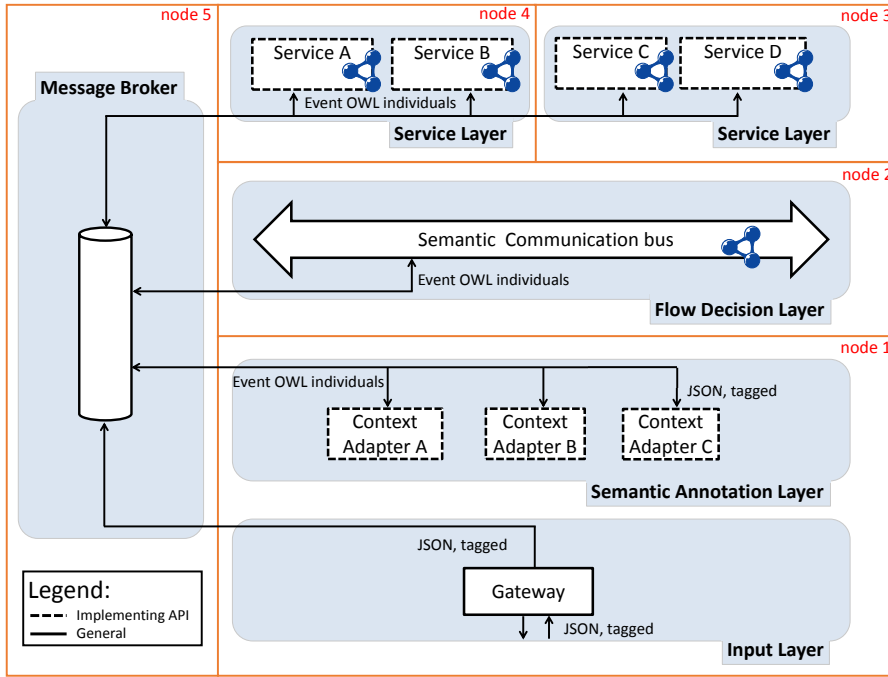 node 5
node 4
node 3
Message Broker
Service A
Service B
Service C
Service D
Event OWL individuals
Service Layer
Service Layer
node 2
Semantic Communication bus
Event OWL individuals
Flow Decision Layer
node 1
Event OWL individuals
JSON, tagged
Context
Adapter A
Context
Adapter B
Context
Adapter C
Semantic Annotation Layer
JSON, tagged
Gateway
JSON, tagged
Input Layer
Legend:
Implementing API
General